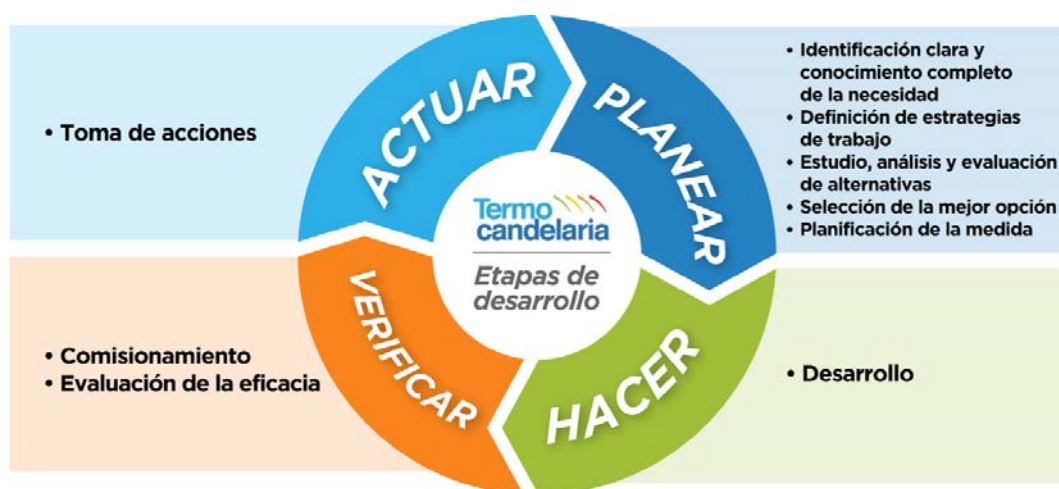 ACTUAR
• Toma de acciones
PLANEAR
• Identificación clara y
conocimiento completo
de la necesidad
• Definición de estrategias
de trabajo
• Estudio, análisis y evaluación
de alternativas
• Selección de la mejor opción
• Planificación de la medida
Termo
candelaria
Etapas de
desarrollo
VERIFICAR
• Comisionamiento
• Evaluación de la eficacia
HACER
• Desarrollo